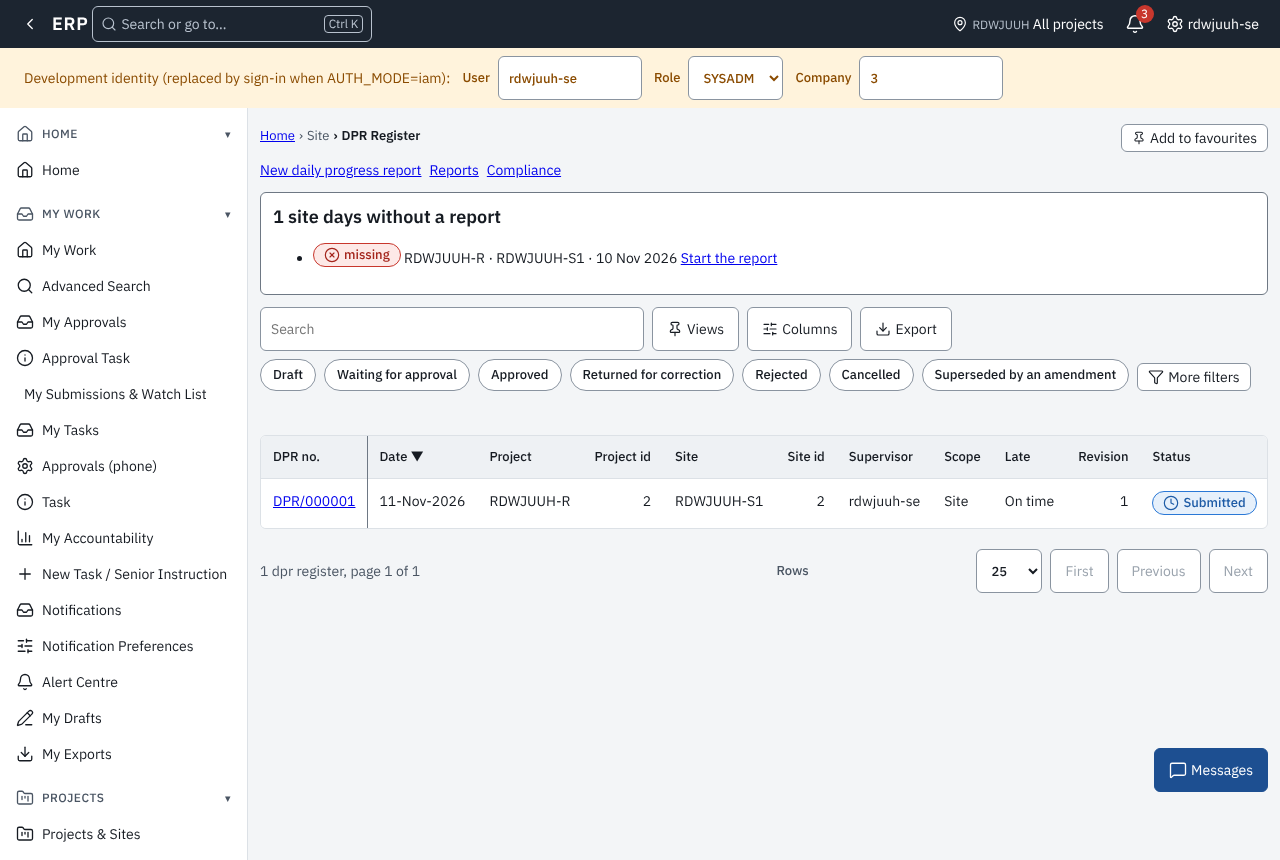 ERP Search or go to... Ctrl K RDWJUUH All projects 3 rdwjuuh-se
Development identity (replaced by sign-in when AUTH_MODE=iam): User rdwjuuh-se Role SYSADM Company 3
HOME
Home
MY WORK
My Work
Advanced Search
My Approvals
Approval Task
My Submissions & Watch List
My Tasks
Approvals (phone)
Task
My Accountability
New Task / Senior Instruction
Notifications
Notification Preferences
Alert Centre
My Drafts
My Exports
PROJECTS
Projects & Sites
Home › Site › DPR Register
Add to favourites
New daily progress report Reports Compliance
1 site days without a report
missing RDWJUUH-R · RDWJUUH-S1 · 10 Nov 2026 Start the report
Search Views Columns Export
Draft Waiting for approval Approved Returned for correction Rejected Cancelled Superseded by an amendment More filters
DPR no. Date ▼ Project Project id Site Site id Supervisor Scope Late Revision Status
DPR/000001 11-Nov-2026 RDWJUUH-R 2 RDWJUUH-S1 2 rdwjuuh-se Site On time 1 Submitted
1 dpr register, page 1 of 1 Rows 25 First Previous Next
Messages